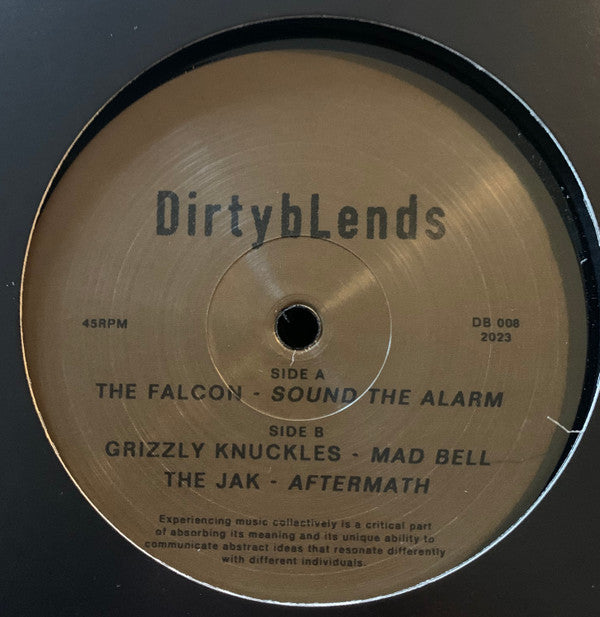 DirtybLends
45RPM
DB 008
2023
SIDE A
THE FALCON - SOUND THE ALARM
SIDE B
GRIZZLY KNUCKLES - MAD BELL
THE JAK - AFTERMATH
Experiencing music collectively is a critical part
of absorbing its meaning and its unique ability to
communicate abstract ideas that resonate differently
with different individuals.